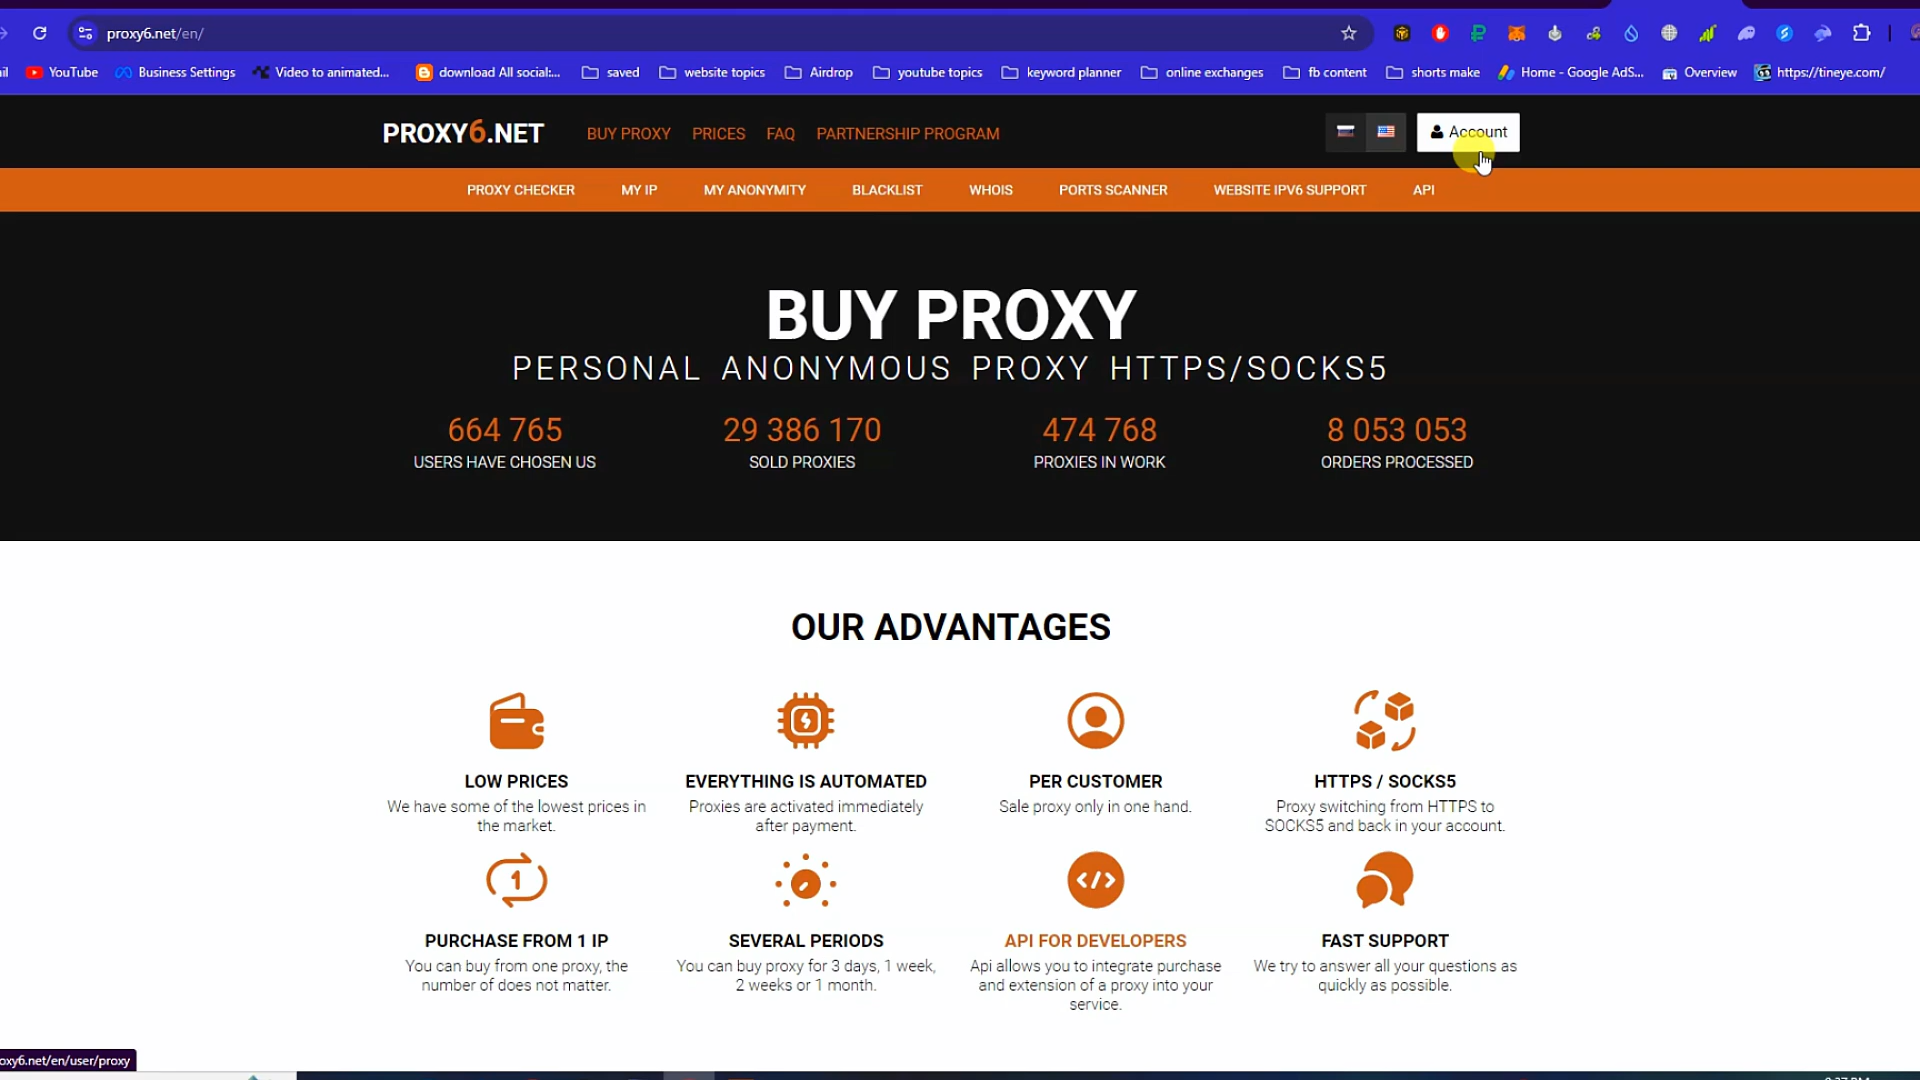 proxy6.net/en/
YouTube Business Settings Video to animated... download All social:... saved website topics Airdrop youtube topics keyword planner online exchanges fb content shorts make Home - Google AdS... Overview https://tineye.com/
PROXY6.NET BUY PROXY PRICES FAQ PARTNERSHIP PROGRAM Account
PROXY CHECKER MY IP MY ANONYMITY BLACKLIST WHOIS PORTS SCANNER WEBSITE IPV6 SUPPORT API
BUY PROXY
PERSONAL ANONYMOUS PROXY HTTPS/SOCKS5
664 765 29 386 170 474 768 8 053 053
USERS HAVE CHOSEN US SOLD PROXIES PROXIES IN WORK ORDERS PROCESSED
OUR ADVANTAGES
LOW PRICES
We have some of the lowest prices in
the market.
EVERYTHING IS AUTOMATED
Proxies are activated immediately
after payment.
PER CUSTOMER
Sale proxy only in one hand.
HTTPS / SOCKS5
Proxy switching from HTTPS to
SOCKS5 and back in your account.
1
PURCHASE FROM 1 IP
You can buy from one proxy, the
number of does not matter.
SEVERAL PERIODS
You can buy proxy for 3 days, 1 week,
2 weeks or 1 month.
API FOR DEVELOPERS
Api allows you to integrate purchase
and extension of a proxy into your
service.
FAST SUPPORT
We try to answer all your questions as
quickly as possible.
oxy6.net/en/user/proxy